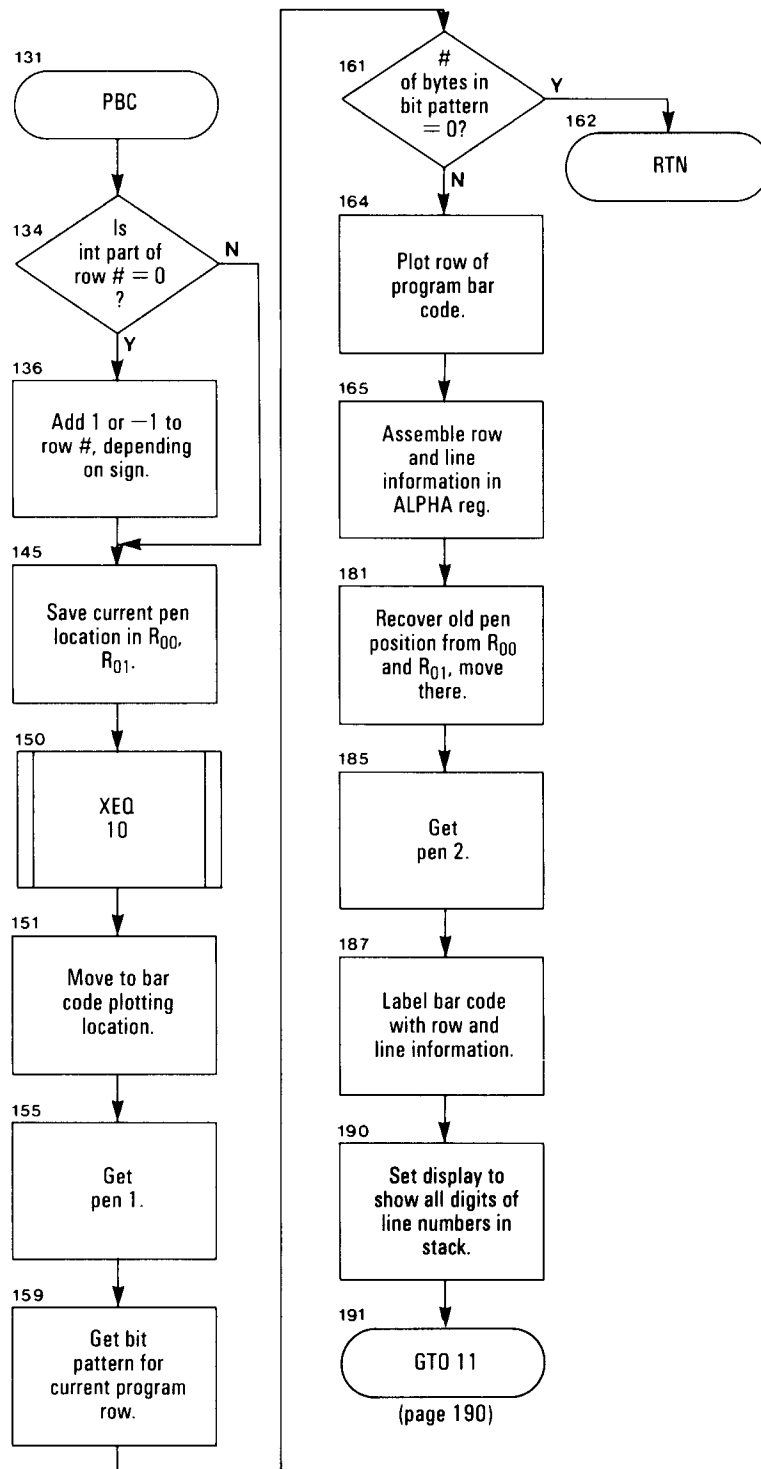 131
PBC
134
Is
int part of
row # = 0
?
N
Y
136
Add 1 or −1 to
row #, depending
on sign.
145
Save current pen
location in R00,
R01.
150
XEQ
10
151
Move to bar
code plotting
location.
155
Get
pen 1.
159
Get bit
pattern for
current program
row.
161
#
of bytes in
bit pattern
= 0?
Y
N
162
RTN
164
Plot row of
program bar
code.
165
Assemble row
and line
information in
ALPHA reg.
181
Recover old pen
position from R00
and R01, move
there.
185
Get
pen 2.
187
Label bar code
with row and
line information.
190
Set display to
show all digits of
line numbers in
stack.
191
GTO 11
(page 190)